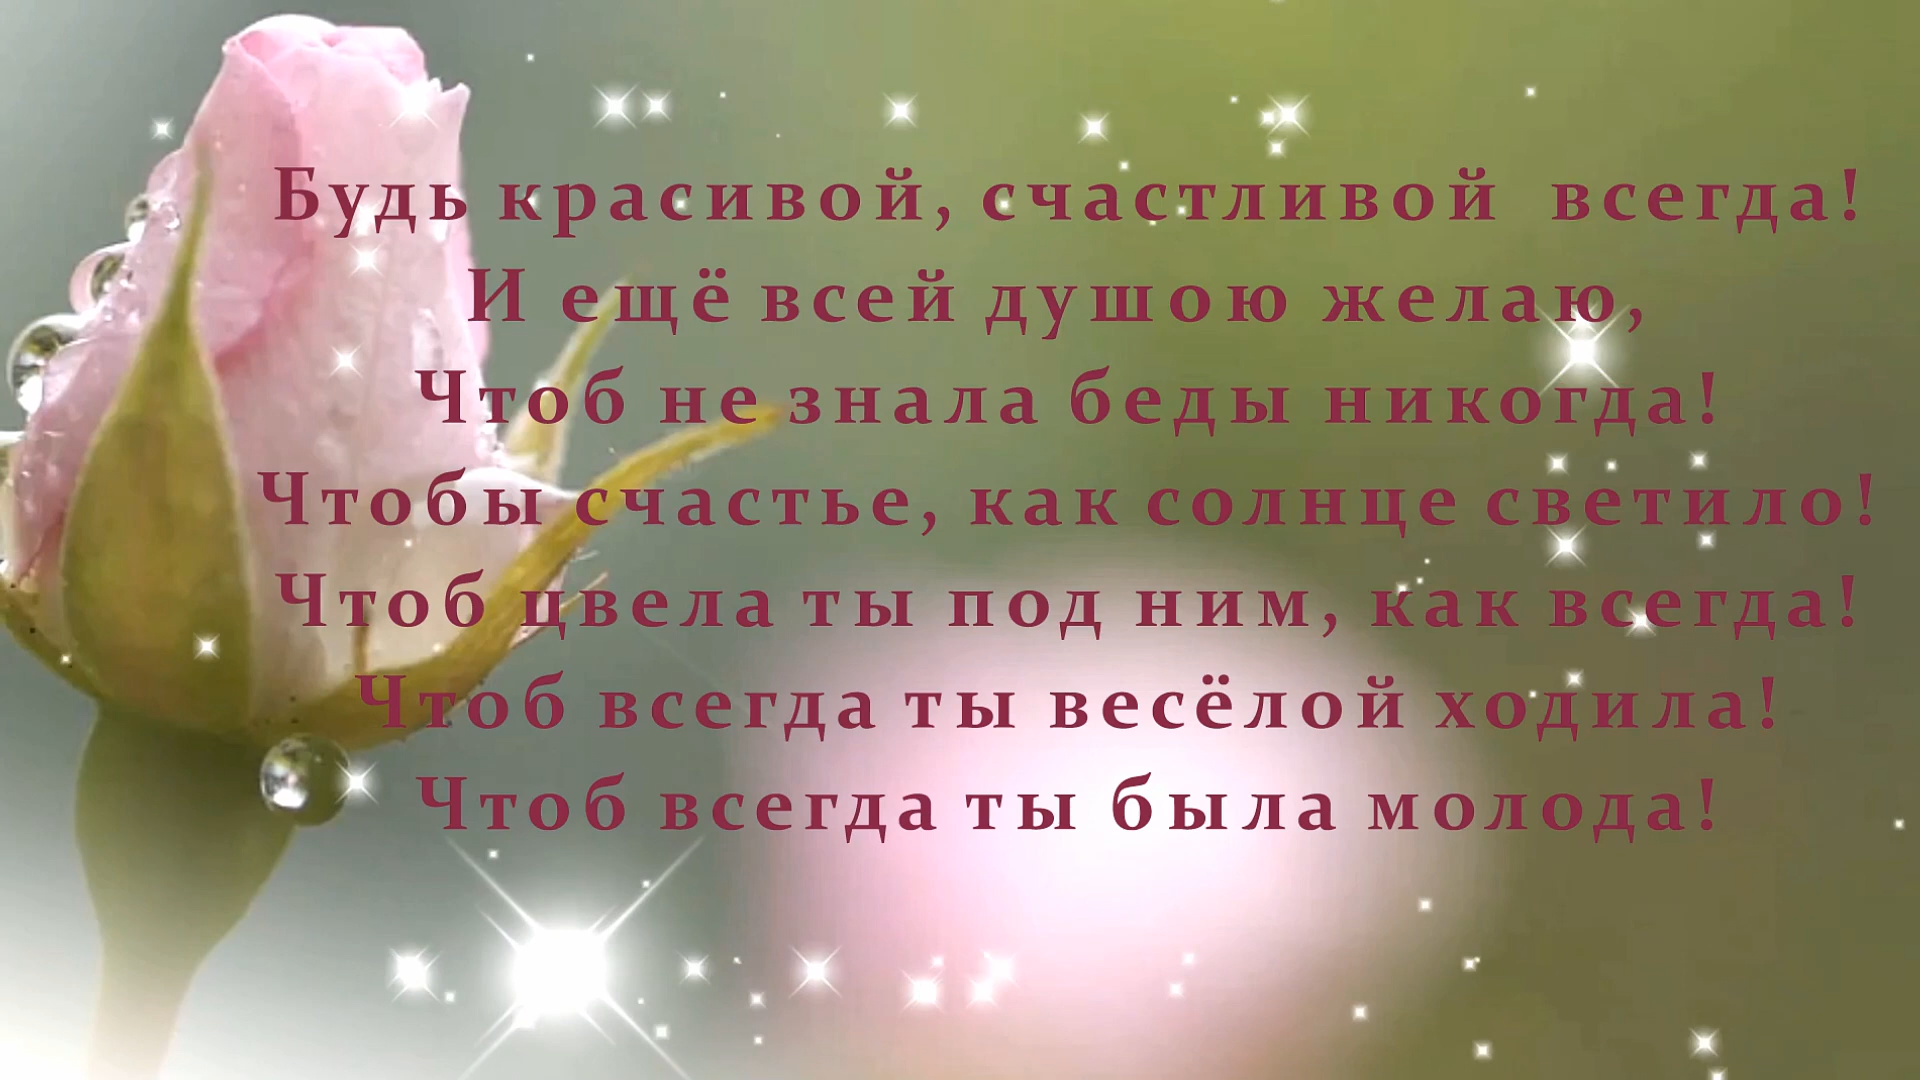 Будь красивой, счастливой всегда!
И ещё всей душою желаю,
Чтоб не знала беды никогда!
Чтобы счастье, как солнце светило!
Чтоб цвела ты под ним, как всегда!
Чтоб всегда ты весёлой ходила!
Чтоб всегда ты была молода!